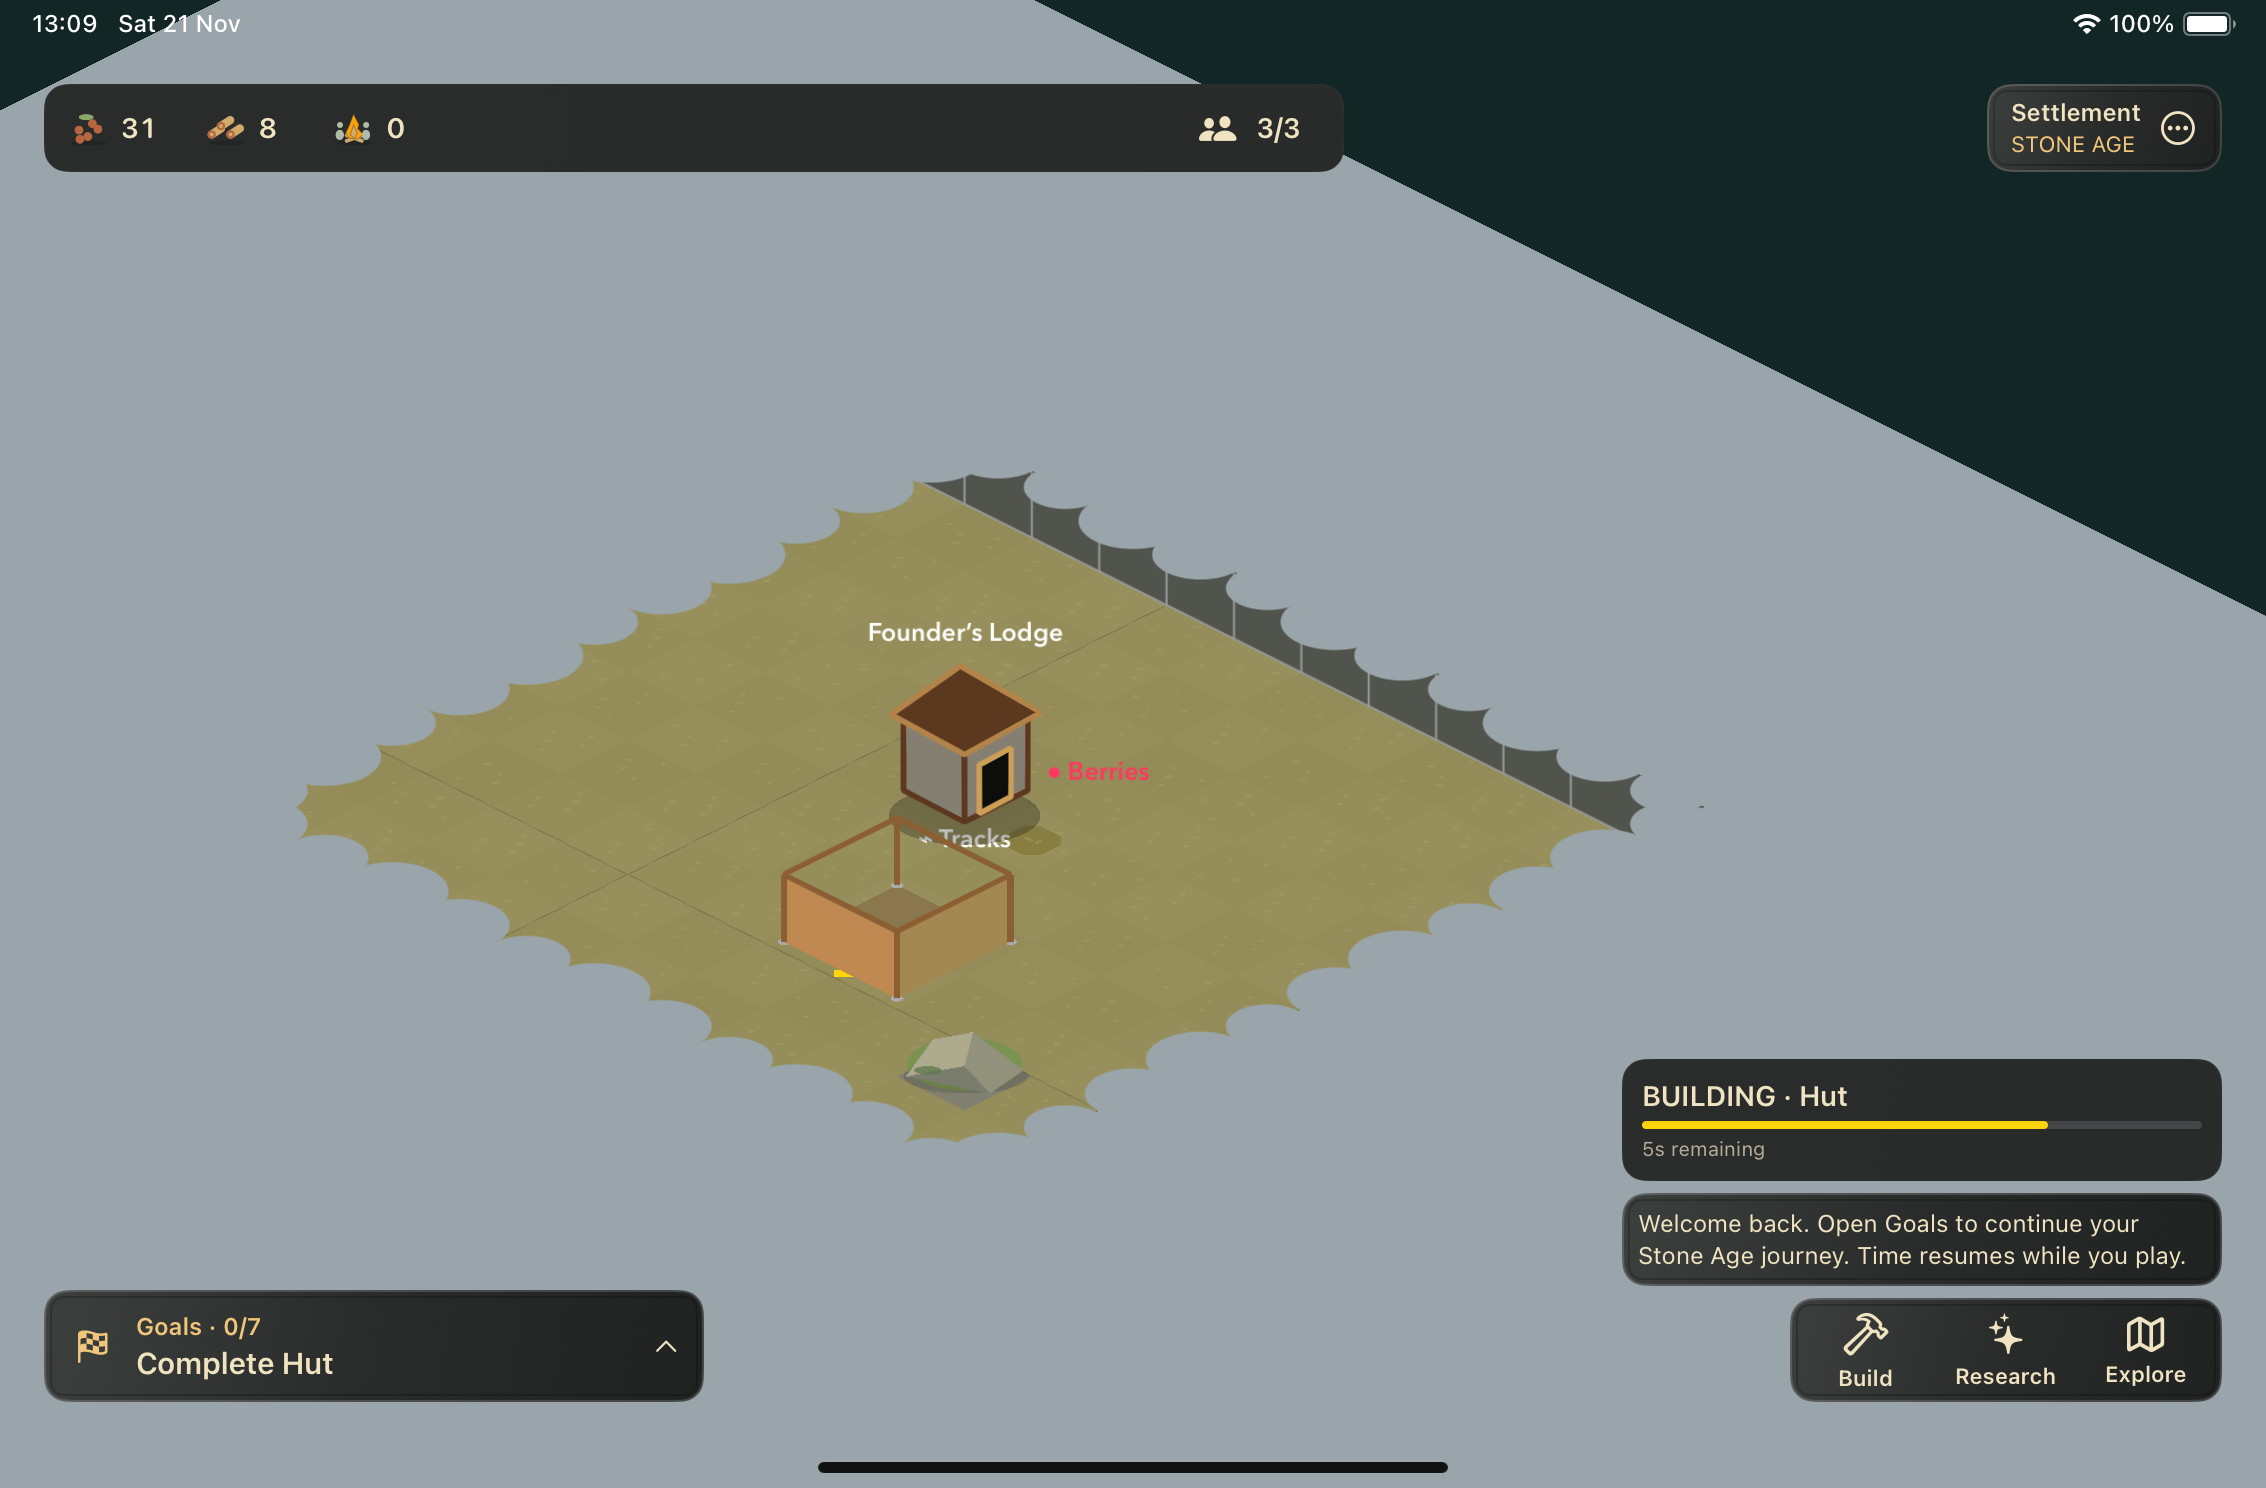 13:09 Sat 21 Nov
100%
31 8 0 3/3
Settlement
STONE AGE
Founder's Lodge
Berries
Tracks
BUILDING · Hut
5s remaining
Welcome back. Open Goals to continue your
Stone Age journey. Time resumes while you play.
Goals · 0/7
Complete Hut
Build Research Explore